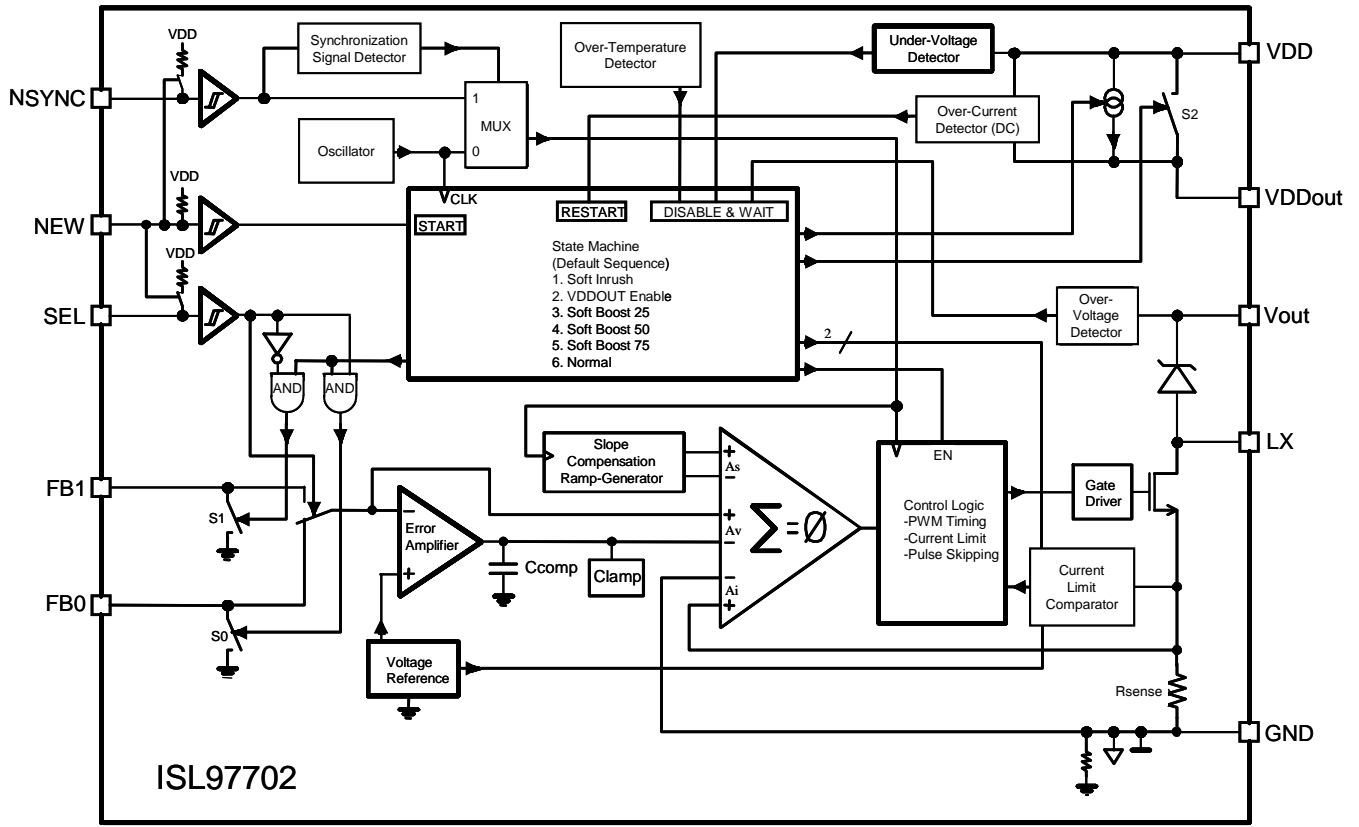 VDD
Synchronization
Signal Detector
Over-Temperature
Detector
Under-Voltage
Detector
VDD
NSYNC
1
MUX
0
Over-Current
Detector (DC)
S2
Oscillator
VDD
CLK
VDDout
NEW
START
RESTART
DISABLE & WAIT
VDD
State Machine
(Default Sequence)
1. Soft Inrush
2. VDDOUT Enable
3. Soft Boost 25
4. Soft Boost 50
5. Soft Boost 75
6. Normal
SEL
Over-
Voltage
Detector
Vout
2
AND
AND
Slope
Compensation
Ramp-Generator
+
As
−
EN
LX
FB1
S1
−
Error
Amplifier
+
+
Av
−
Σ=Ø
Control Logic
-PWM Timing
-Current Limit
-Pulse Skipping
Gate
Driver
Ccomp
Clamp
−
Ai
+
Current
Limit
Comparator
FB0
S0
Voltage
Reference
Rsense
GND
ISL97702